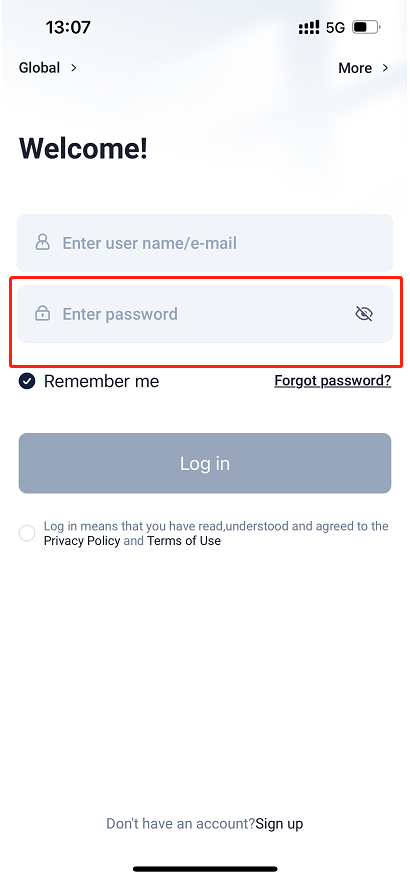 13:07 5G
Global More
Welcome!
Enter user name/e-mail
Enter password
Remember me Forgot password?
Log in
Log in means that you have read,understood and agreed to the
Privacy Policy and Terms of Use
Don't have an account?Sign up